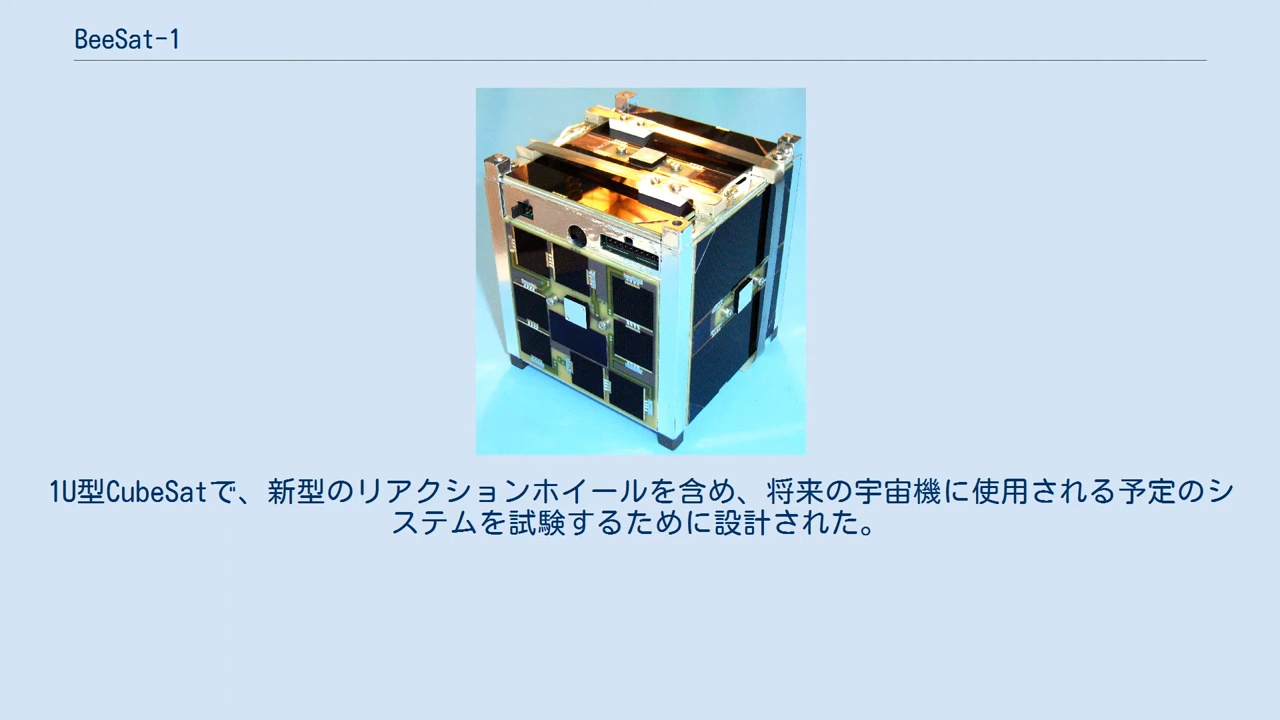 BeeSat-1
1U型CubeSatで、新型のリアクションホイールを含め、将来の宇宙機に使用される予定のシ
ステムを試験するために設計された。